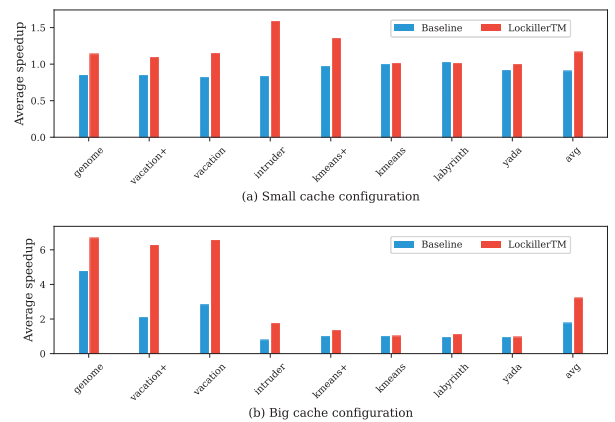 Average speedup
1.5
1.0
0.5
0.0
Baseline
LockillerTM
genome
vacation+
vacation
intruder
kmeans+
kmeans
labyrinth
yada
avg
(a) Small cache configuration
Average speedup
6
4
2
0
Baseline
LockillerTM
genome
vacation+
vacation
intruder
kmeans+
kmeans
labyrinth
yada
avg
(b) Big cache configuration